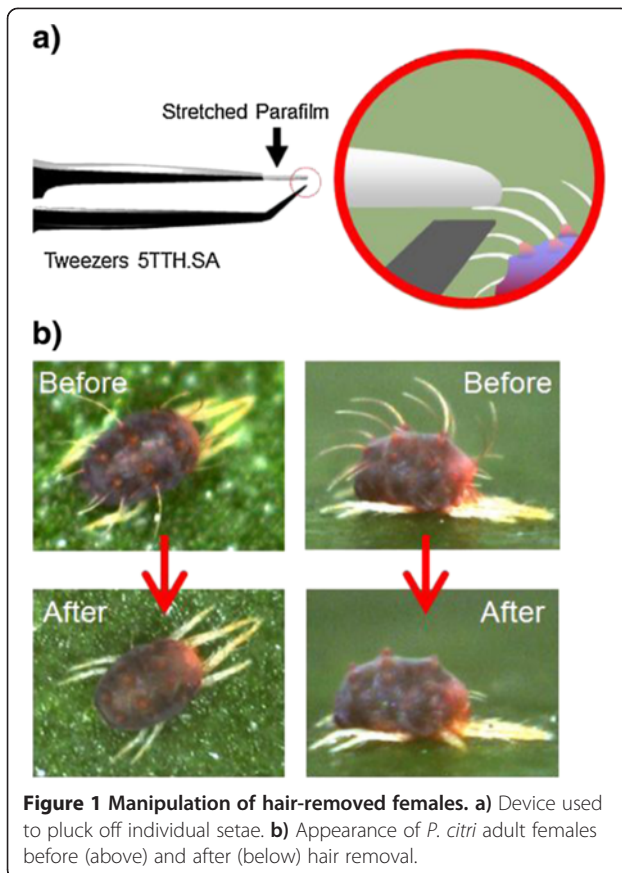 a)
Stretched Parafilm
Tweezers 5TTH.SA
b)
Before
Before
After
After
Figure 1 Manipulation of hair-removed females. a) Device used
to pluck off individual setae. b) Appearance of P. citri adult females
before (above) and after (below) hair removal.